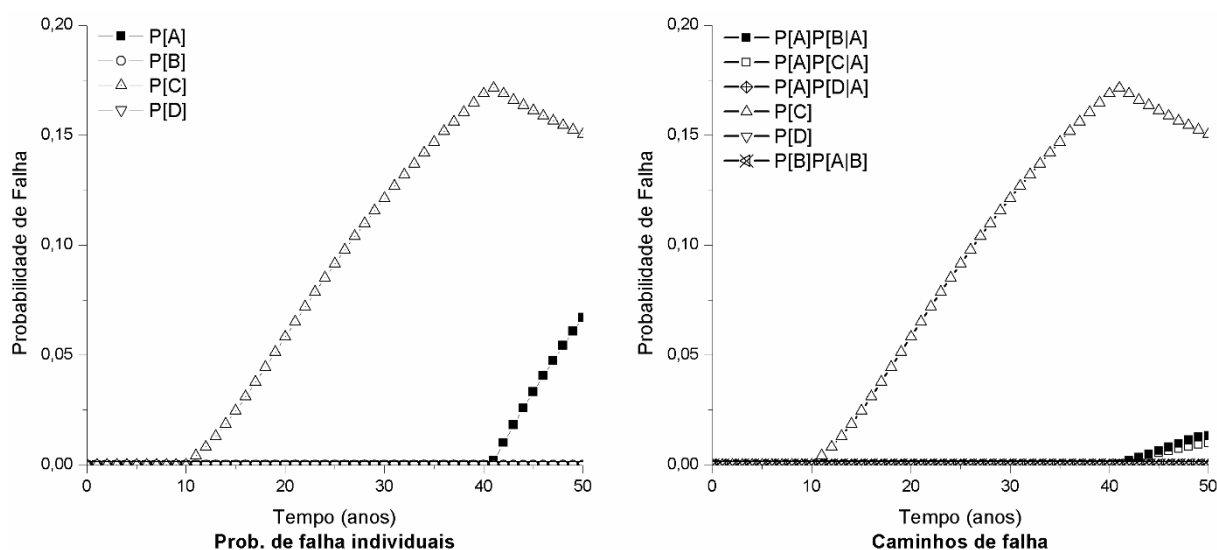 0,20
P[A]
P[B]
P[C]
P[D]
0,15
0,10
0,05
0,00
Probabilidade de Falha
0 10 20 30 40 50
Tempo (anos)
Prob. de falha individuais
0,20
P[A]P[B|A]
P[A]P[C|A]
P[A]P[D|A]
P[C]
P[D]
P[B]P[A|B]
0,15
0,10
0,05
0,00
Probabilidade de Falha
0 10 20 30 40 50
Tempo (anos)
Caminhos de falha